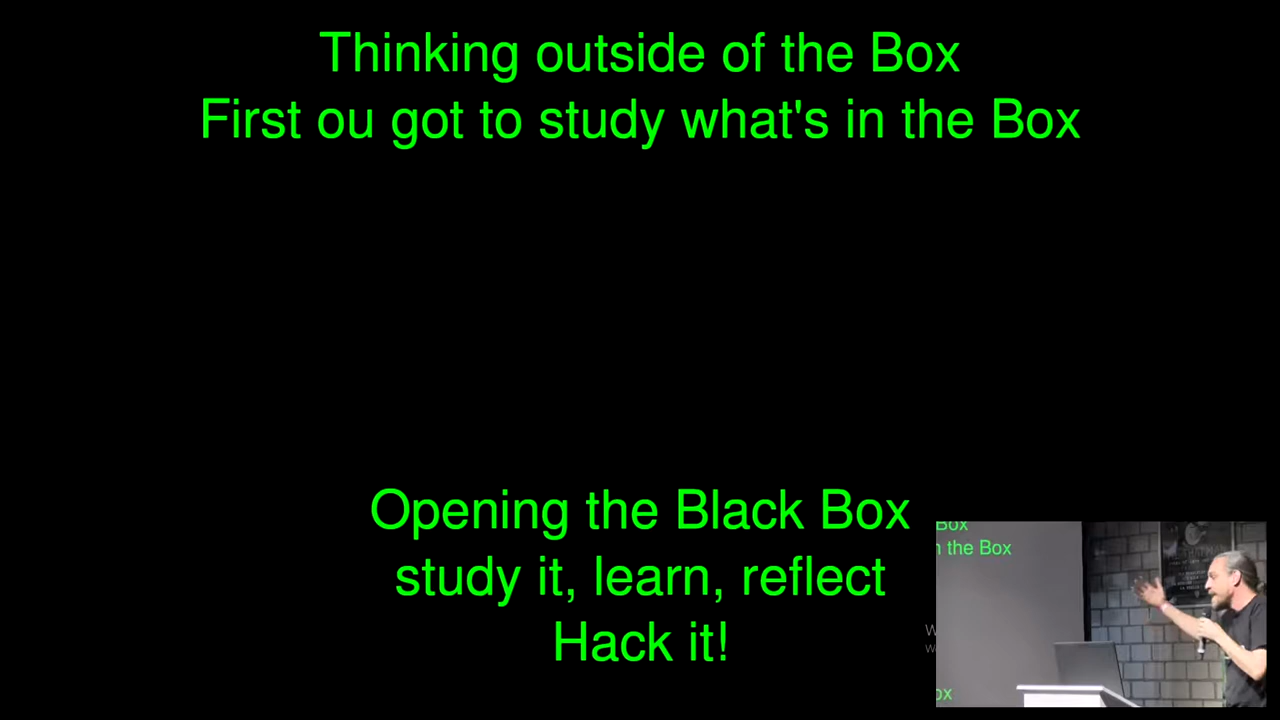 Thinking outside of the Box
First ou got to study what's in the Box
Opening the Black Box
study it, learn, reflect
Hack it!
Box
the Box
ox